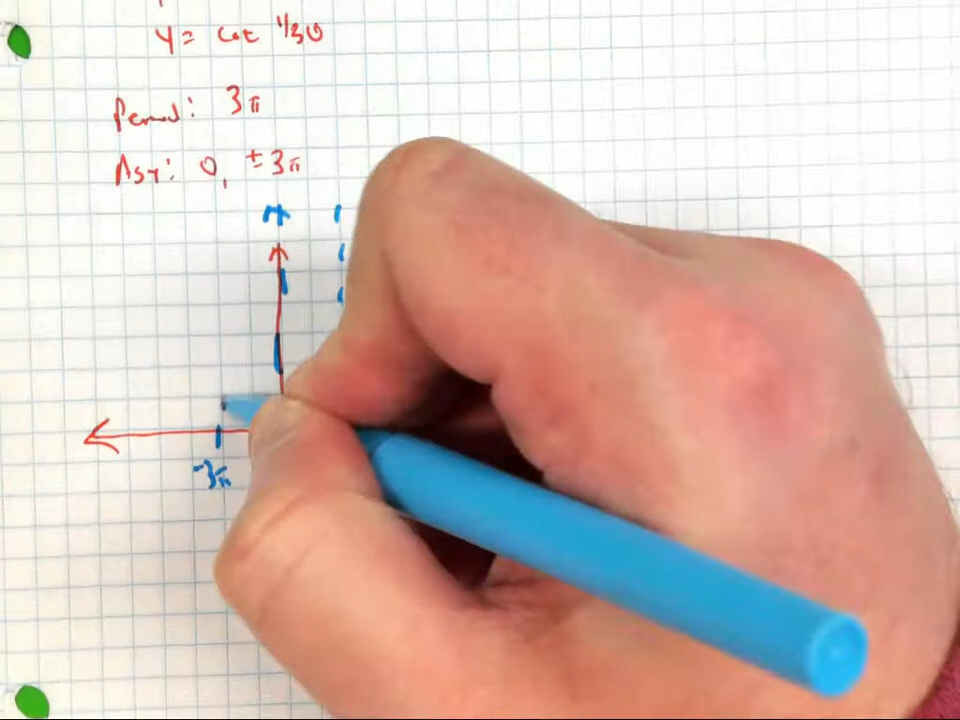 y = cot 1/3 θ
Period: 3π
Asy: 0, ±3π
-3π